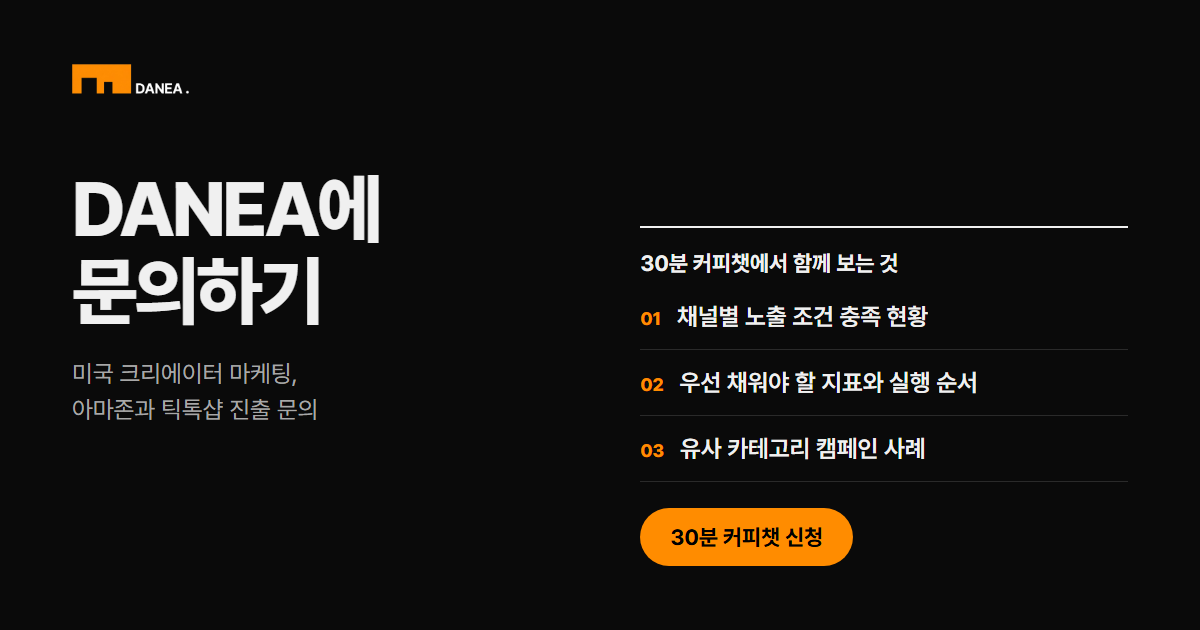 DANEA.
DANEA에
문의하기
미국 크리에이터 마케팅,
아마존과 틱톡샵 진출 문의
30분 커피챗에서 함께 보는 것
01 채널별 노출 조건 충족 현황
02 우선 채워야 할 지표와 실행 순서
03 유사 카테고리 캠페인 사례
30분 커피챗 신청